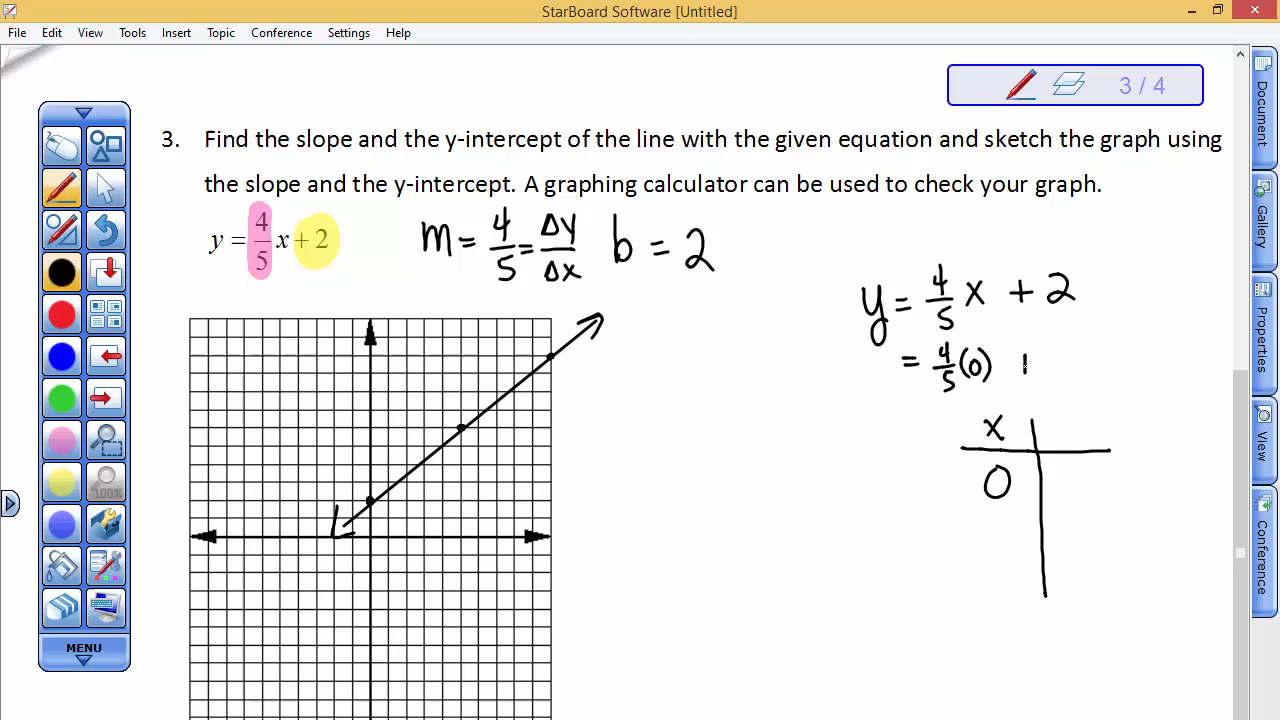 StarBoard Software [Untitled]
File Edit View Tools Insert Topic Conference Settings Help
3 / 4
3. Find the slope and the y-intercept of the line with the given equation and sketch the graph using
the slope and the y-intercept. A graphing calculator can be used to check your graph.
y = 4/5 x + 2
m = 4/5 = Δy/Δx b = 2
y = 4/5 x + 2
= 4/5 (0)
x
0
100%
MENU
Document
Gallery
Properties
View
Conference